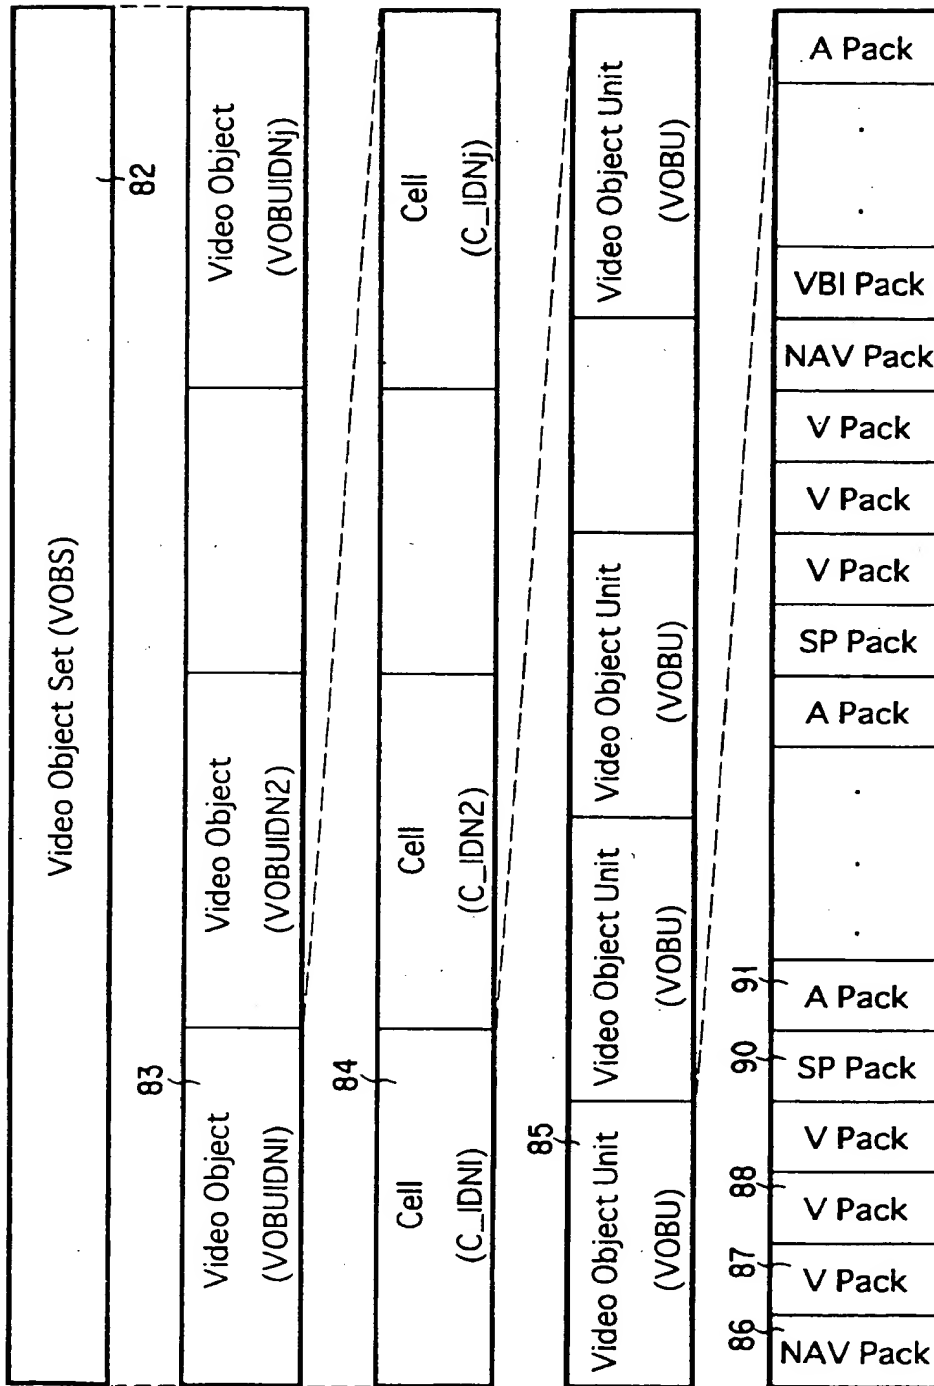 Video Object Set (VOBS)
82
83
Video Object
(VOBUIDN1)
Video Object
(VOBUIDN2)
Video Object
(VOBUIDNj)
84
Cell
(C_IDN1)
Cell
(C_IDN2)
Cell
(C_IDNj)
85
Video Object Unit
(VOBU)
Video Object Unit
(VOBU)
Video Object Unit
(VOBU)
Video Object Unit
(VOBU)
86
87
88
90
91
NAV Pack
V Pack
V Pack
V Pack
SP Pack
A Pack
. . .
A Pack
SP Pack
V Pack
V Pack
V Pack
NAV Pack
VBI Pack
. .
A Pack